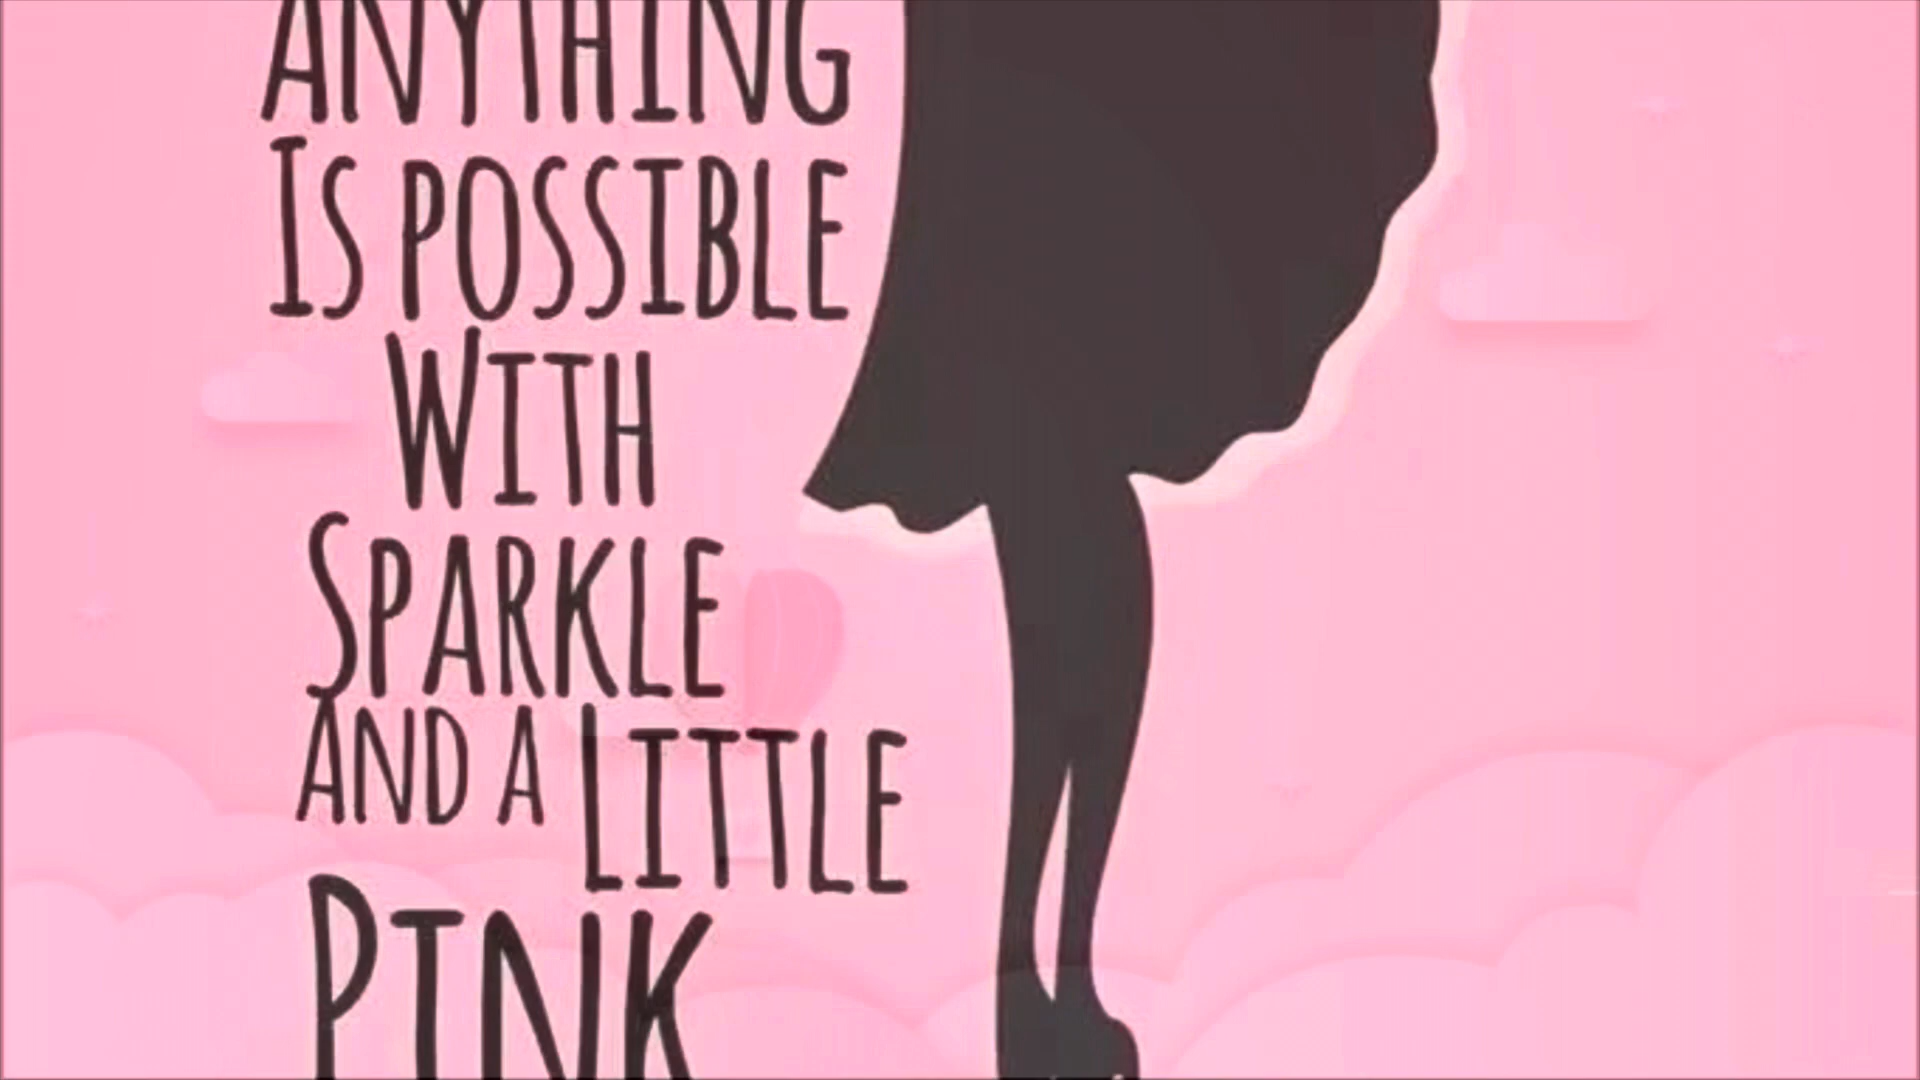 ANYTHING
IS POSSIBLE
WITH
SPARKLE
AND A LITTLE
PINK